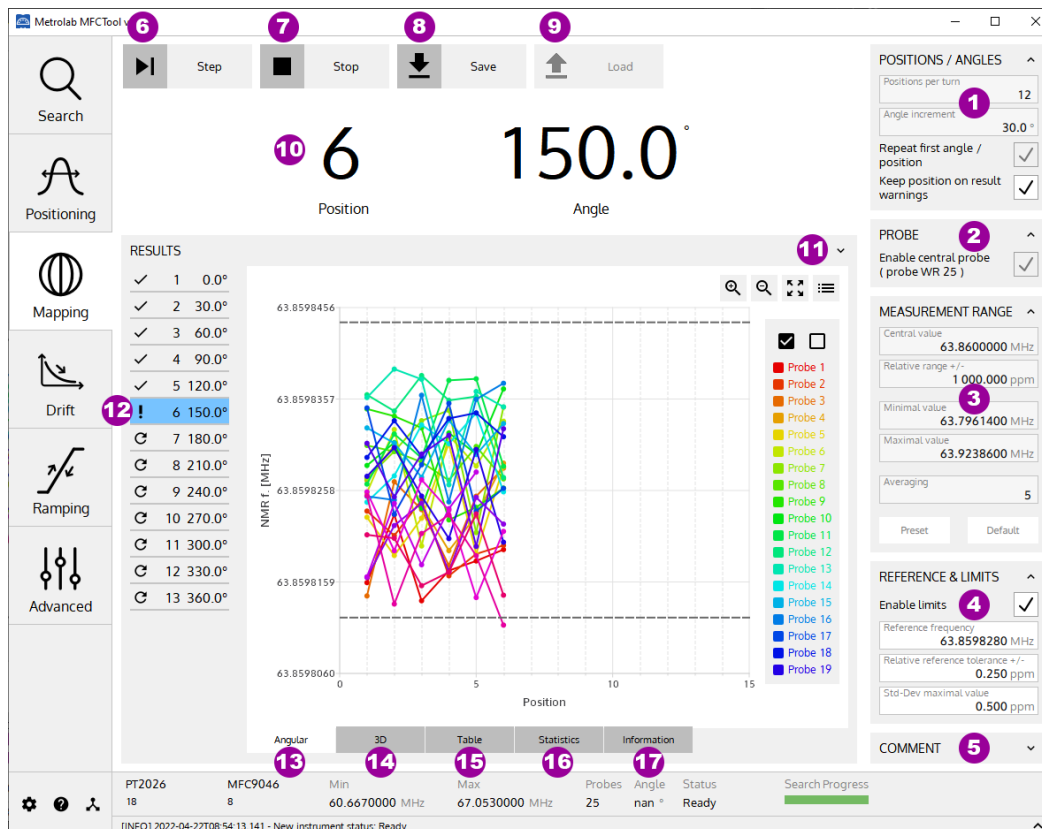 Metrolab MFCTool v
6
7
8
9
Step
Stop
Save
Load
Search
Positioning
Mapping
Drift
Ramping
Advanced
10
6
150.0°
Position
Angle
RESULTS
11
1 0.0°
2 30.0°
3 60.0°
4 90.0°
5 120.0°
12 ! 6 150.0°
7 180.0°
8 210.0°
9 240.0°
10 270.0°
11 300.0°
12 330.0°
13 360.0°
NMR f. [MHz]
63.8598456
63.8598357
63.8598258
63.8598159
63.8598060
0
5
10
15
Position
Probe 1
Probe 2
Probe 3
Probe 4
Probe 5
Probe 6
Probe 7
Probe 8
Probe 9
Probe 10
Probe 11
Probe 12
Probe 13
Probe 14
Probe 15
Probe 16
Probe 17
Probe 18
Probe 19
Angular
3D
Table
Statistics
Information
13
14
15
16
17
POSITIONS / ANGLES
Positions per turn
12
1
Angle increment
30.0 °
Repeat first angle /
position
Keep position on result
warnings
PROBE
2
Enable central probe
( probe WR 25 )
MEASUREMENT RANGE
Central value
63.8600000 MHz
Relative range +/-
1 000.000 ppm
3
Minimal value
63.7961400 MHz
Maximal value
63.9238600 MHz
Averaging
5
Preset
Default
REFERENCE & LIMITS
Enable limits
4
Reference frequency
63.8598280 MHz
Relative reference tolerance +/-
0.250 ppm
Std-Dev maximal value
0.500 ppm
COMMENT
5
PT2026
18
MFC9046
8
Min
60.6670000 MHz
Max
67.0530000 MHz
Probes
25
Angle
nan °
Status
Ready
Search Progress
[INFO] 2022-04-22T08:54:13.141 - New instrument status: Ready